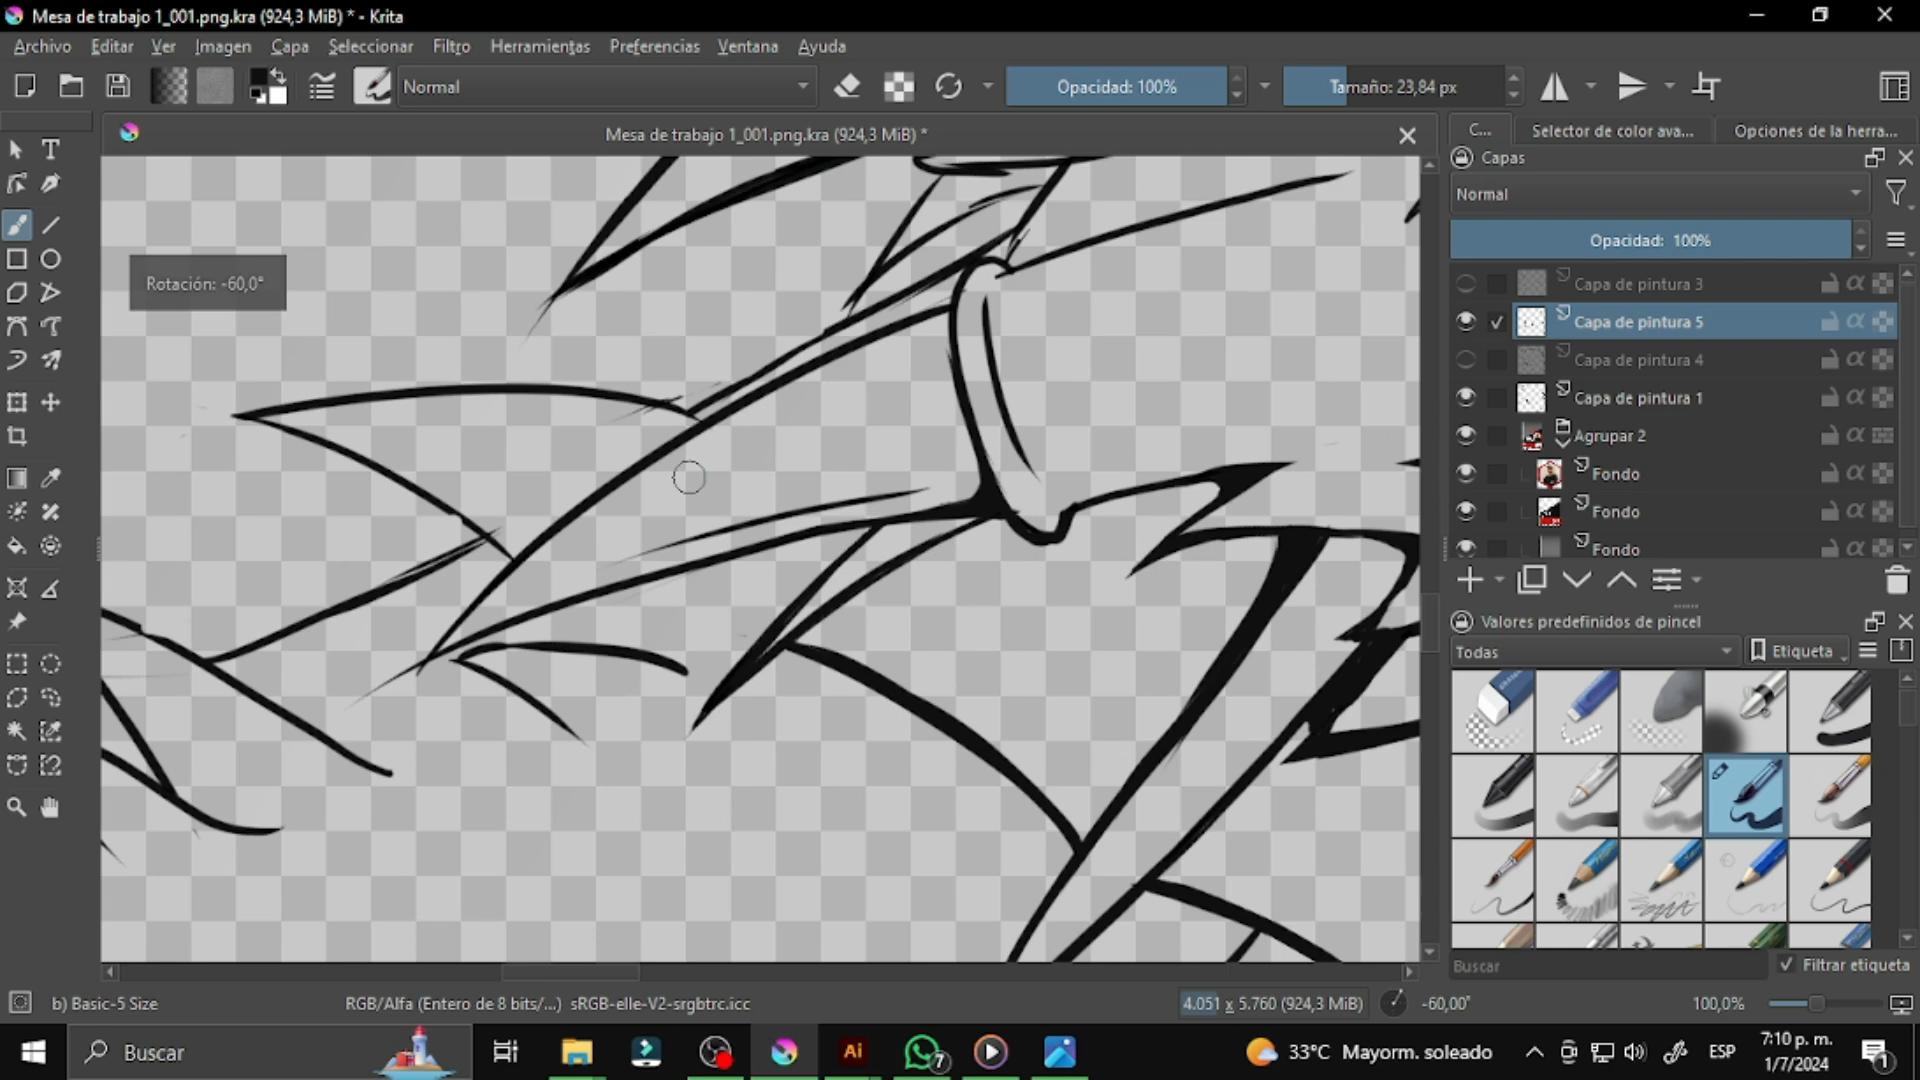 Mesa de trabajo 1_001.png.kra (924,3 MiB) * - Krita
Archivo Editar Ver Imagen Capa Seleccionar Filtro Herramientas Preferencias Ventana Ayuda
Normal
Opacidad: 100%
Tamaño: 23,84 px
Mesa de trabajo 1_001.png.kra (924,3 MiB) *
C...
Selector de color ava...
Opciones de la herra...
Capas
Normal
Opacidad: 100%
Rotación: -60,0°
Capa de pintura 3
Capa de pintura 5
Capa de pintura 4
Capa de pintura 1
Agrupar 2
Fondo
Fondo
Fondo
Valores predefinidos de pincel
Todas
Etiqueta
Buscar
Filtrar etiqueta
b) Basic-5 Size
RGB/Alfa (Entero de 8 bits/...) sRGB-elle-V2-srgbtrc.icc
4.051 x 5.760 (924,3 MiB)
-60,00°
100,0%
Buscar
Ai
7
33°C Mayorm. soleado
ESP
7:10 p. m.
1/7/2024
1